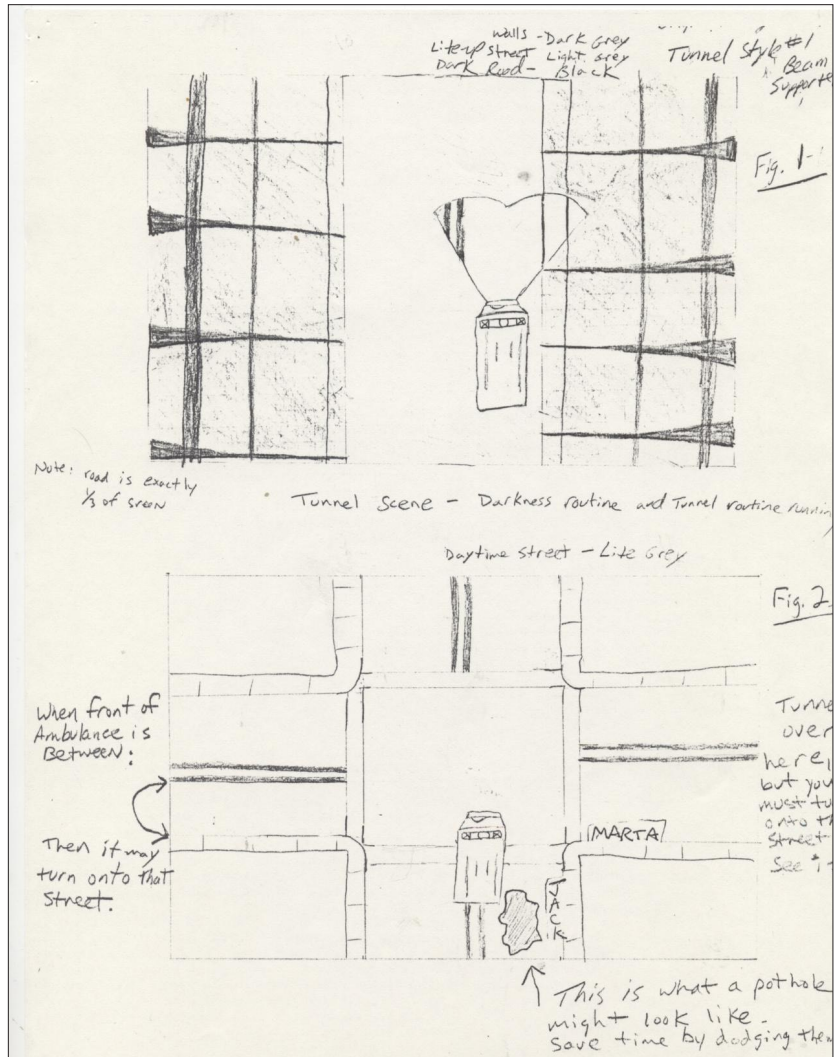 walls - Dark Grey
Lite-up street Light grey
Dark Road - Black
Tunnel Style #1
Beam
Supporte
Fig. 1-
Note: road is exactly
1/3 of sreen
Tunnel Scene - Darkness routine and Tunnel routine runnin
Daytime street - Lite Grey
Fig. 2
When front of
Ambulance is
Between:
Then it may
turn onto that
Street.
MARTA
JACK
Tunne
over
here,
but you
must tu
onto th
street
See
This is what a pothole
might look like.
Save time by dodging the